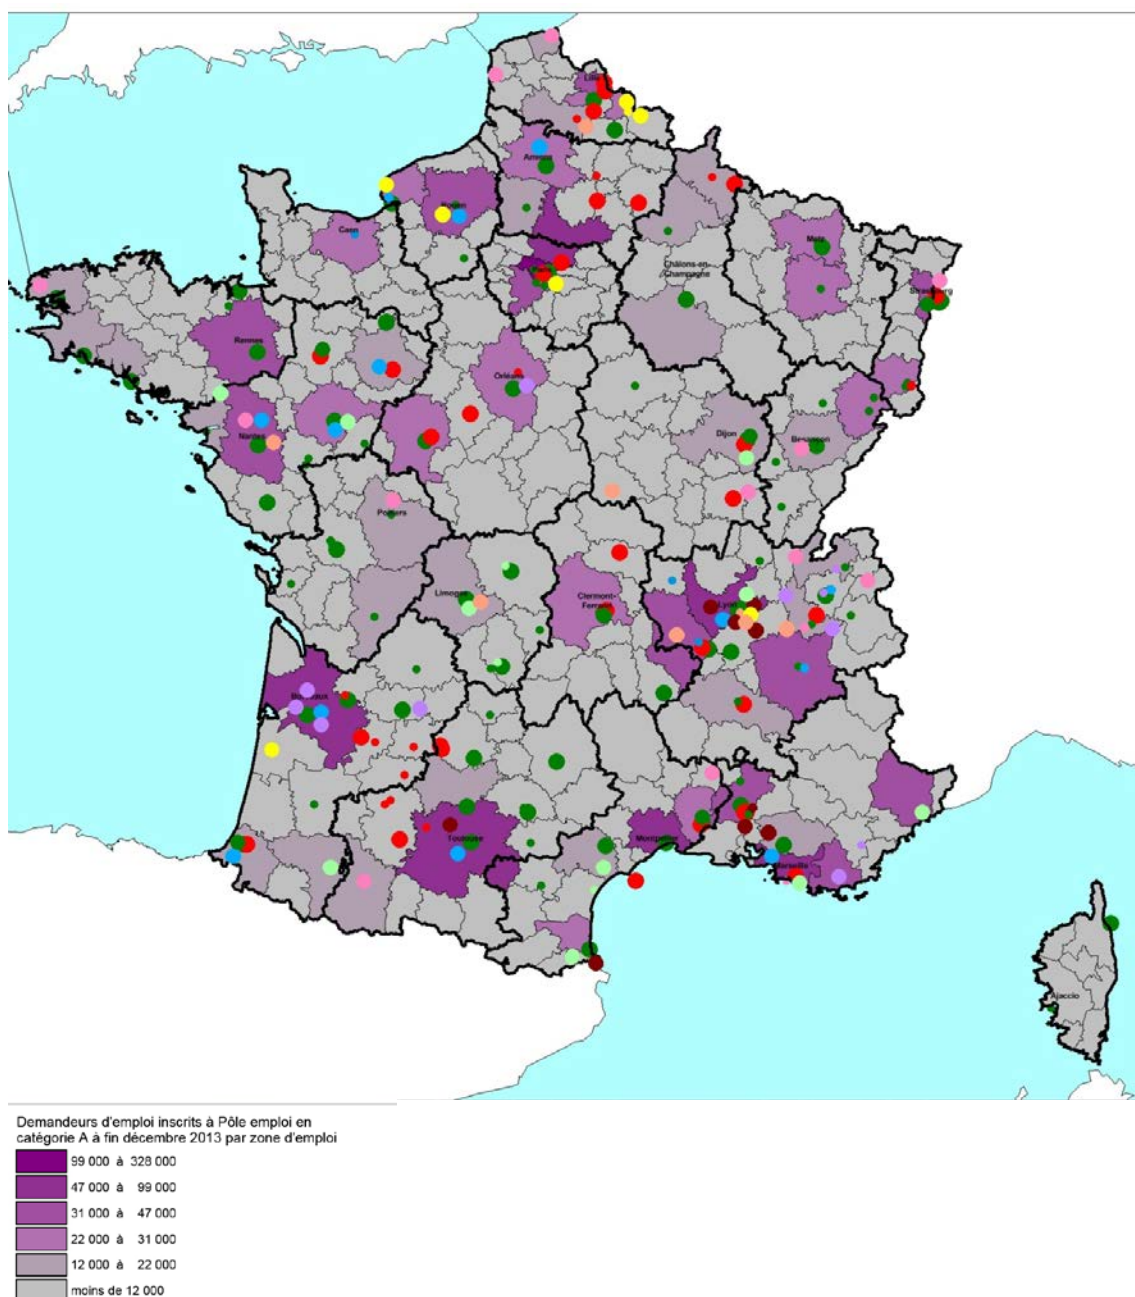 Lille
Amiens
Rouen
Caen
Paris
Metz
Châlons-en-
Champagne
Strasbourg
Rennes
Orléans
Nantes
Dijon
Besançon
Poitiers
Limoges
Clermont-
Ferrand
Lyon
Bordeaux
Toulouse
Montpellier
Marseille
Ajaccio
Demandeurs d'emploi inscrits à Pôle emploi en
catégorie A à fin décembre 2013 par zone d'emploi
99 000 à 328 000
47 000 à 99 000
31 000 à 47 000
22 000 à 31 000
12 000 à 22 000
moins de 12 000